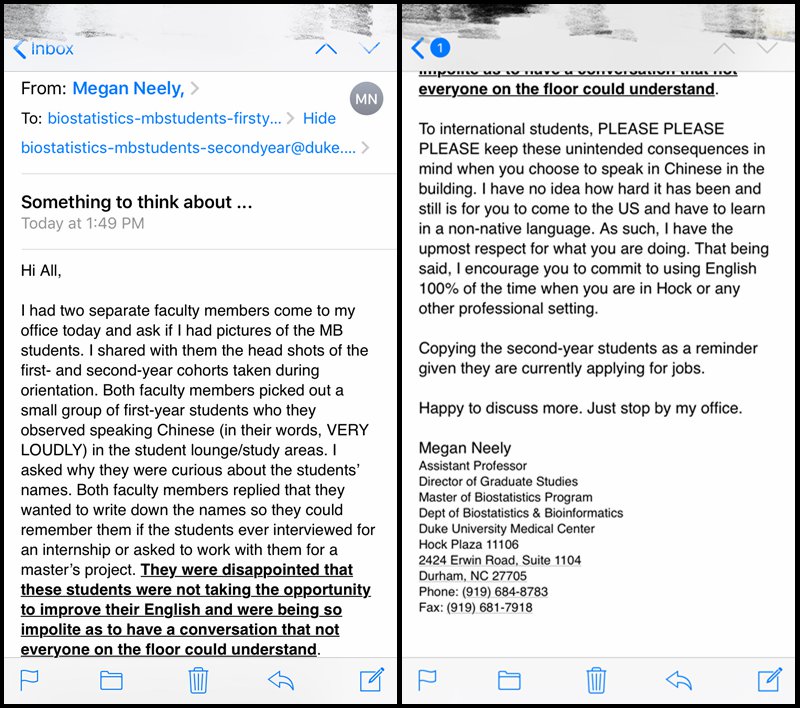 Inbox
From: Megan Neely,
MN
To: biostatistics-mbstudents-firsty... Hide
biostatistics-mbstudents-secondyear@duke....
Something to think about ...
Today at 1:49 PM
Hi All,
I had two separate faculty members come to my
office today and ask if I had pictures of the MB
students. I shared with them the head shots of the
first- and second-year cohorts taken during
orientation. Both faculty members picked out a
small group of first-year students who they
observed speaking Chinese (in their words, VERY
LOUDLY) in the student lounge/study areas. I
asked why they were curious about the students'
names. Both faculty members replied that they
wanted to write down the names so they could
remember them if the students ever interviewed for
an internship or asked to work with them for a
master's project. They were disappointed that
these students were not taking the opportunity
to improve their English and were being so
impolite as to have a conversation that not
everyone on the floor could understand.
1
impolite as to have a conversation that not
everyone on the floor could understand.
To international students, PLEASE PLEASE
PLEASE keep these unintended consequences in
mind when you choose to speak in Chinese in the
building. I have no idea how hard it has been and
still is for you to come to the US and have to learn
in a non-native language. As such, I have the
upmost respect for what you are doing. That being
said, I encourage you to commit to using English
100% of the time when you are in Hock or any
other professional setting.
Copying the second-year students as a reminder
given they are currently applying for jobs.
Happy to discuss more. Just stop by my office.
Megan Neely
Assistant Professor
Director of Graduate Studies
Master of Biostatistics Program
Dept of Biostatistics & Bioinformatics
Duke University Medical Center
Hock Plaza 11106
2424 Erwin Road, Suite 1104
Durham, NC 27705
Phone: (919) 684-8783
Fax: (919) 681-7918